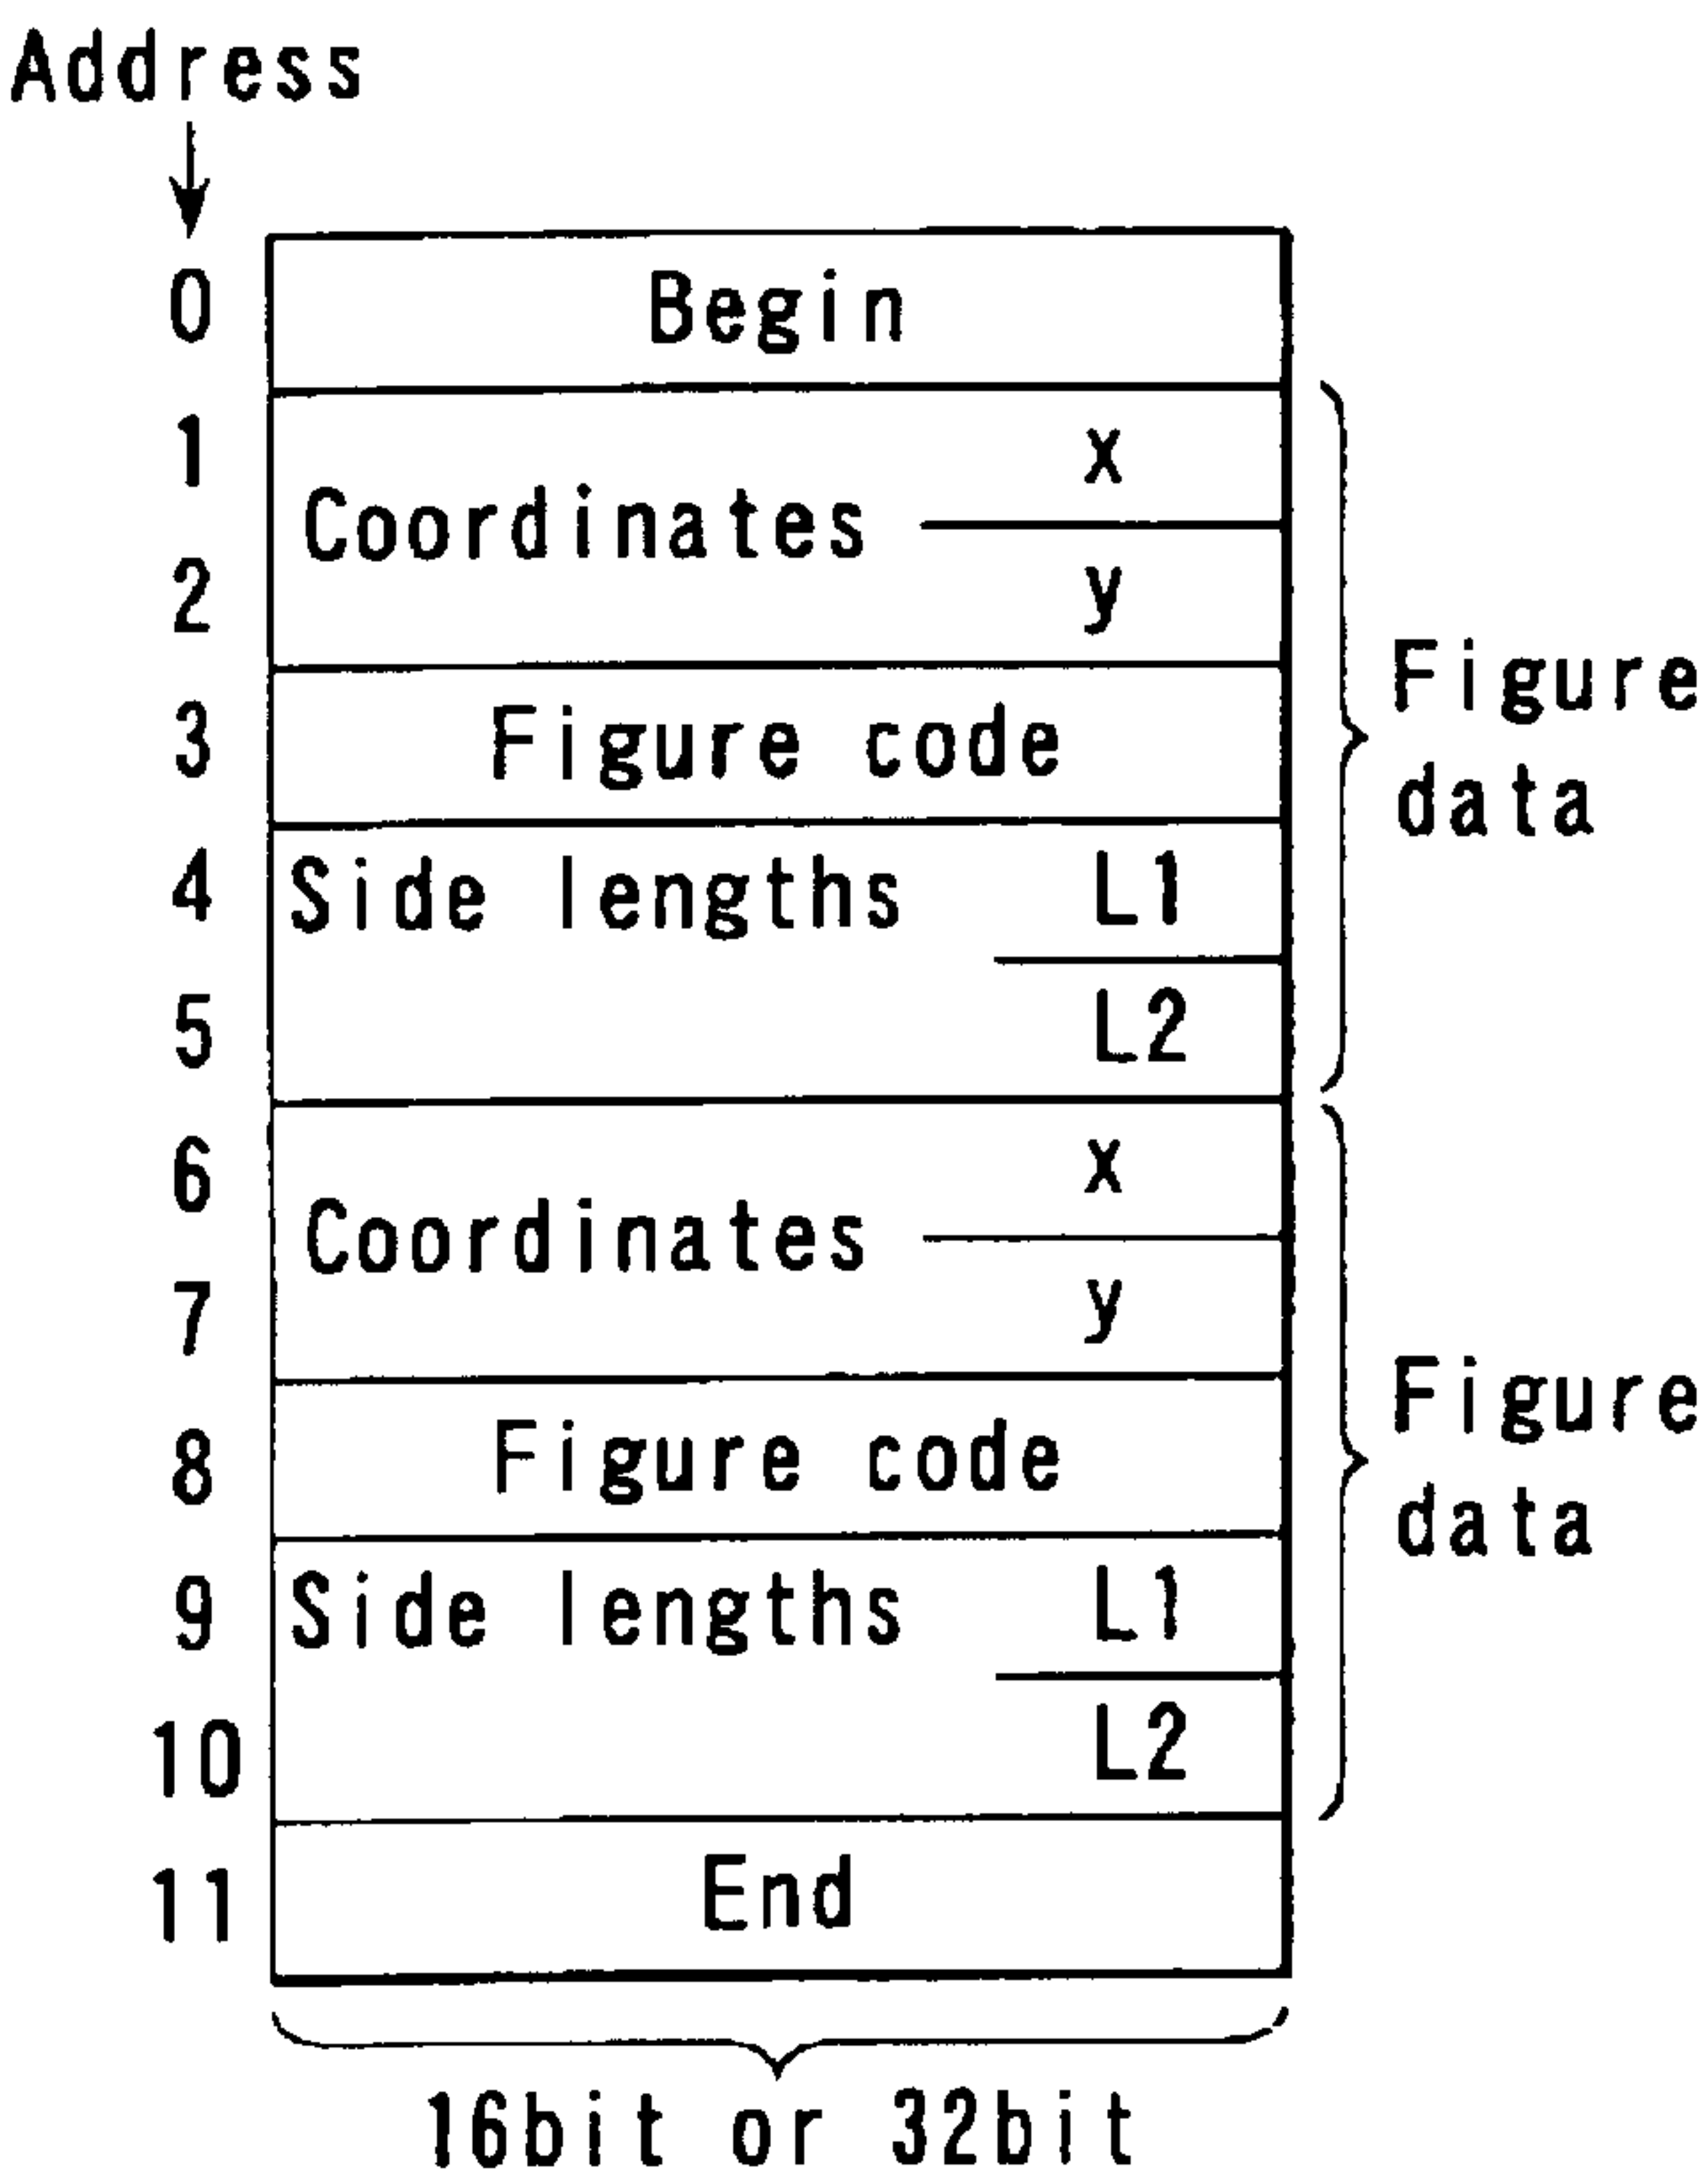 Address
0 Begin
1 x
Coordinates
2 y
3 Figure code
4 Side lengths L1
5 L2
Figure
data
6 x
Coordinates
7 y
8 Figure code
9 Side lengths L1
10 L2
Figure
data
11 End
16bit or 32bit